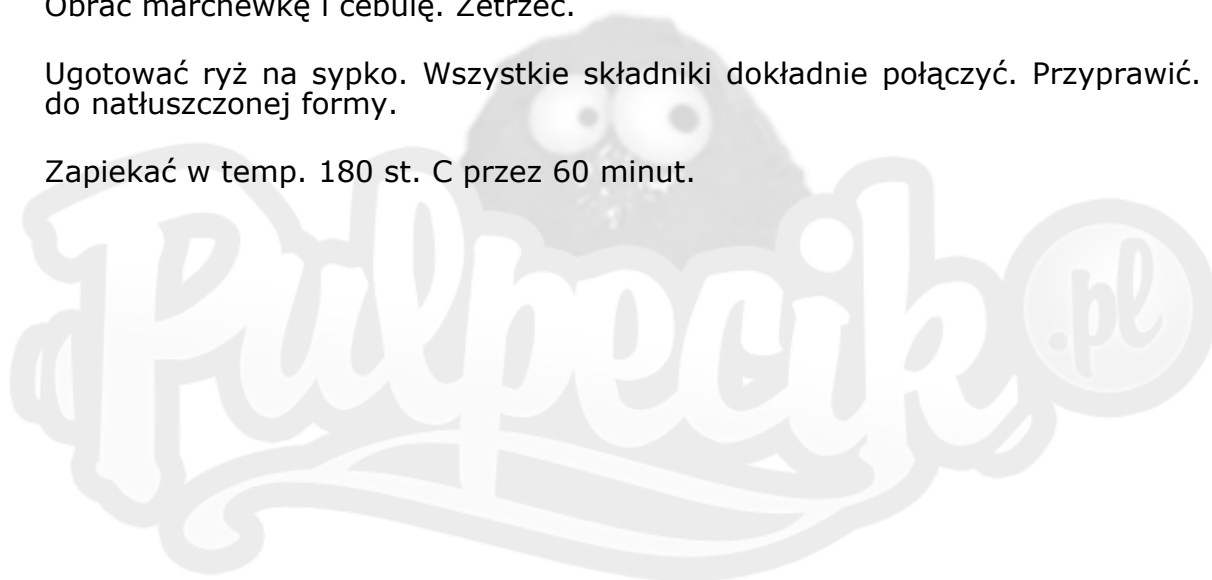 Obrać marchewkę i cebulę. Zetrzeć.
Ugotować ryż na sypko. Wszystkie składniki dokładnie połączyć. Przyprawić.
do natłuszczonej formy.
Zapiekać w temp. 180 st. C przez 60 minut.
Pulpecik .pl